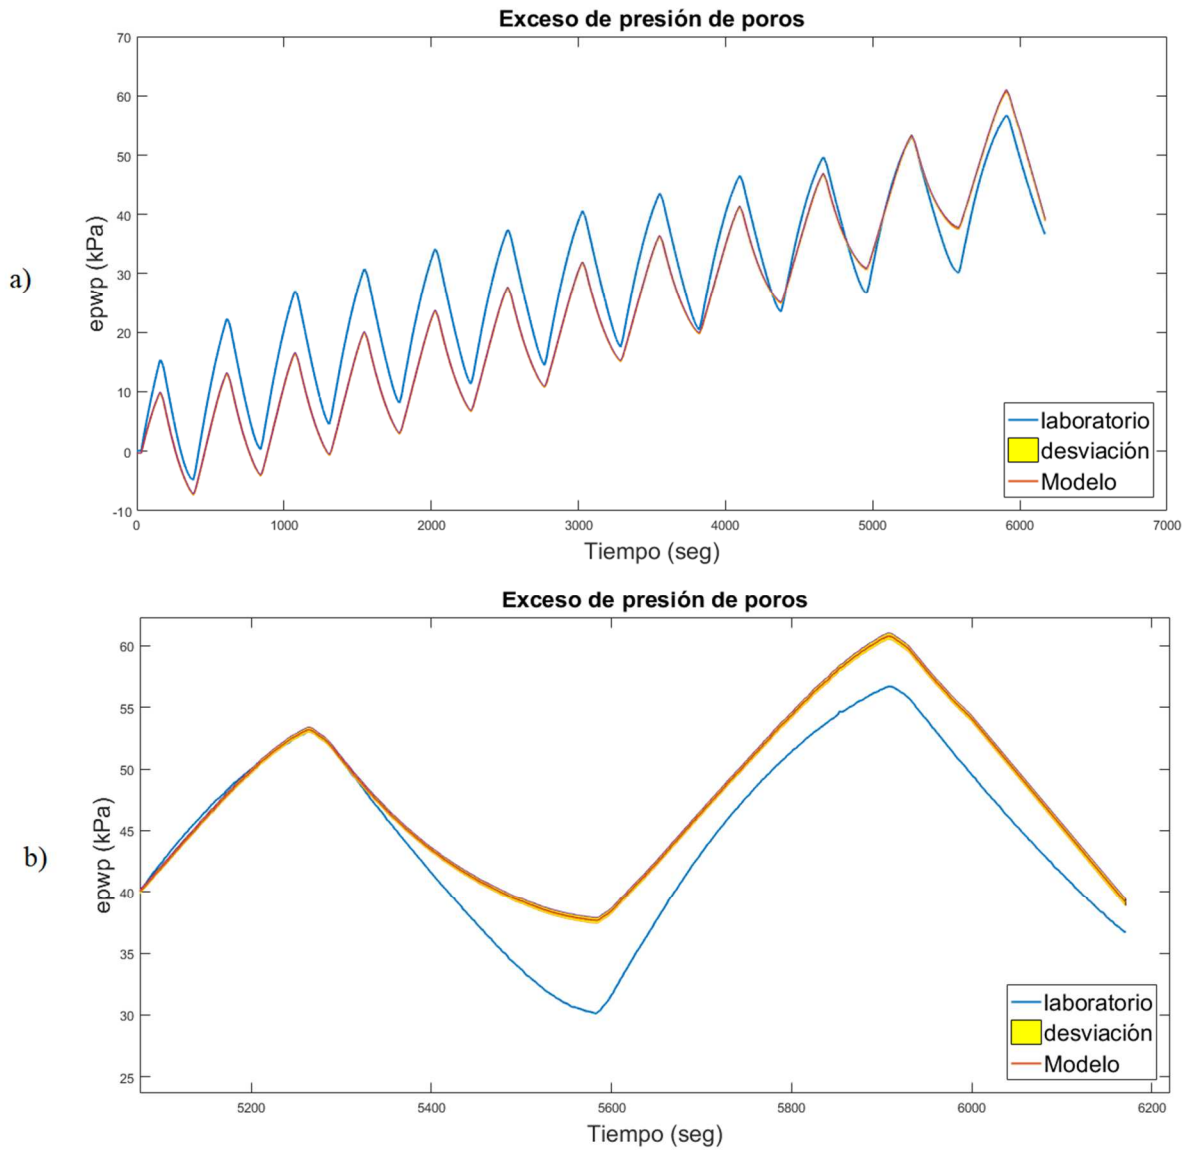 Exceso de presión de poros
70
60
50
40
30
20
10
0
-10
epwp (kPa)
a)
0 1000 2000 3000 4000 5000 6000 7000
Tiempo (seg)
laboratorio
desviación
Modelo
Exceso de presión de poros
60
55
50
45
40
35
30
25
epwp (kPa)
b)
5200 5400 5600 5800 6000 6200
Tiempo (seg)
laboratorio
desviación
Modelo